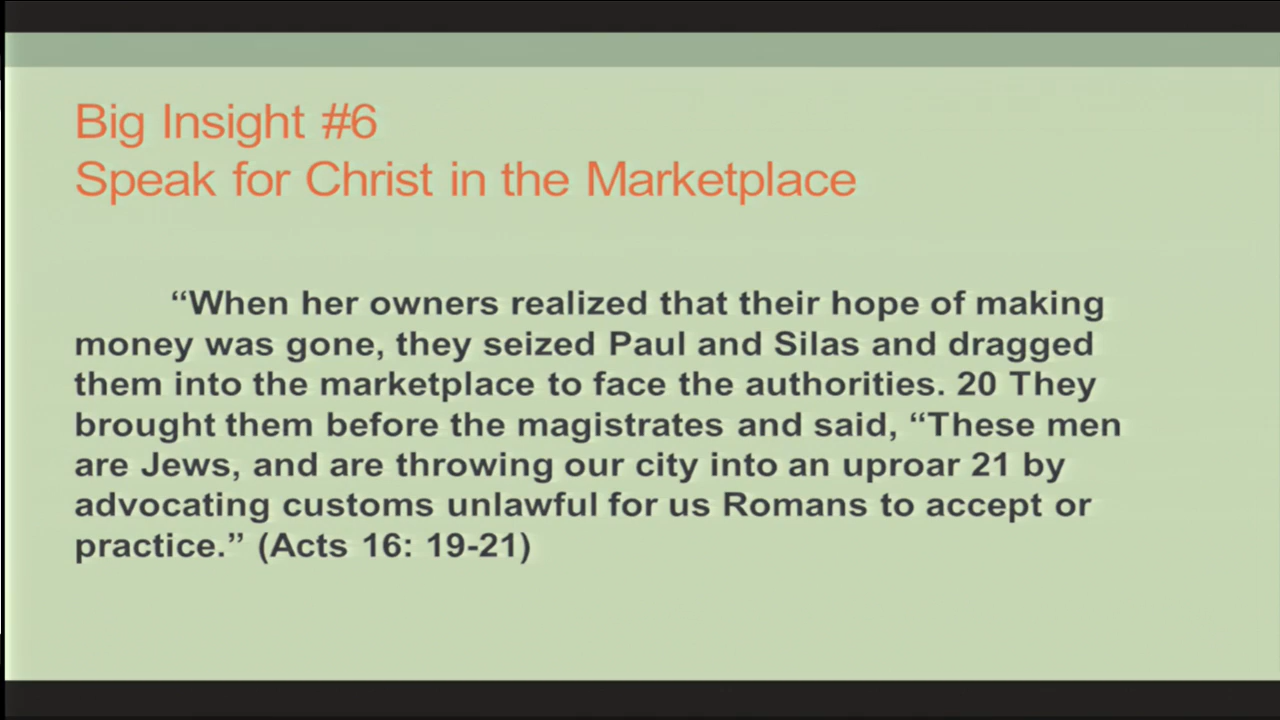 Big Insight #6
Speak for Christ in the Marketplace
“When her owners realized that their hope of making
money was gone, they seized Paul and Silas and dragged
them into the marketplace to face the authorities. 20 They
brought them before the magistrates and said, “These men
are Jews, and are throwing our city into an uproar 21 by
advocating customs unlawful for us Romans to accept or
practice.” (Acts 16: 19-21)